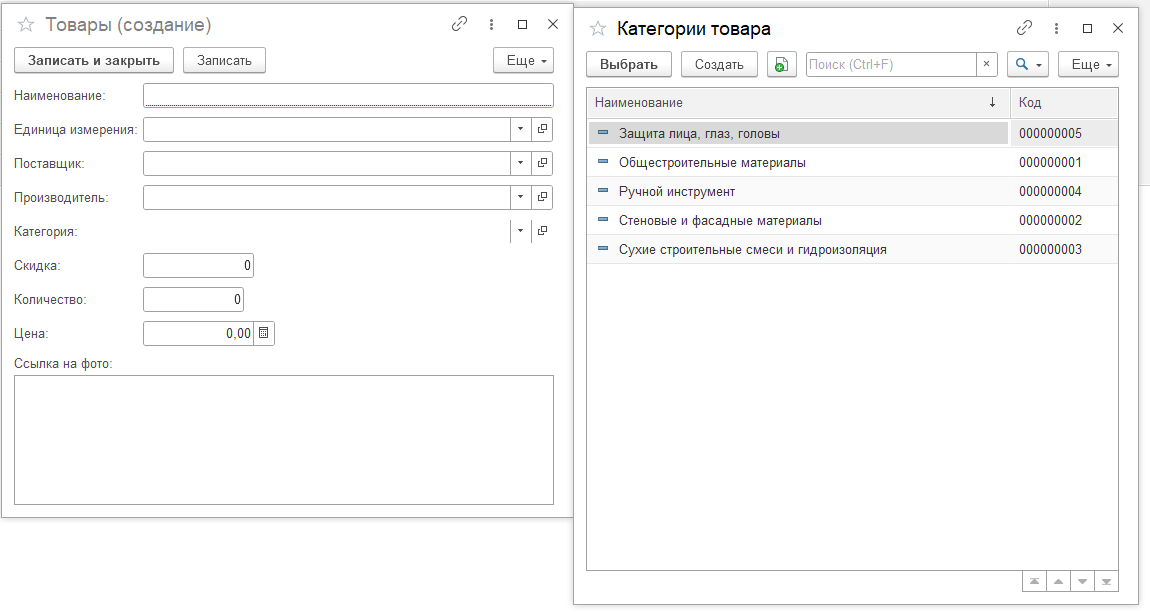 Товары (создание)
Записать и закрыть
Записать
Еще
Наименование:
Единица измерения:
Поставщик:
Производитель:
Категория:
Скидка:
0
Количество:
0
Цена:
0,00
Ссылка на фото:
Категории товара
Выбрать
Создать
Поиск (Ctrl+F)
×
Еще
Наименование ↓ Код
Защита лица, глаз, головы 000000005
Общестроительные материалы 000000001
Ручной инструмент 000000004
Стеновые и фасадные материалы 000000002
Сухие строительные смеси и гидроизоляция 000000003